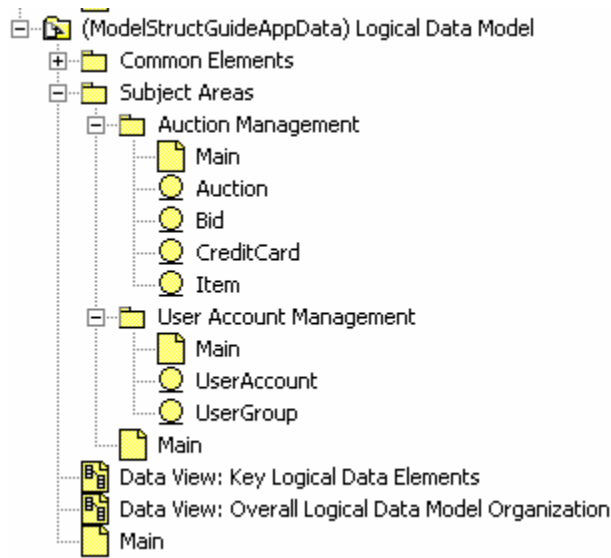 (ModelStructGuideAppData) Logical Data Model
Common Elements
Subject Areas
Auction Management
Main
Auction
Bid
CreditCard
Item
User Account Management
Main
UserAccount
UserGroup
Main
Data View: Key Logical Data Elements
Data View: Overall Logical Data Model Organization
Main